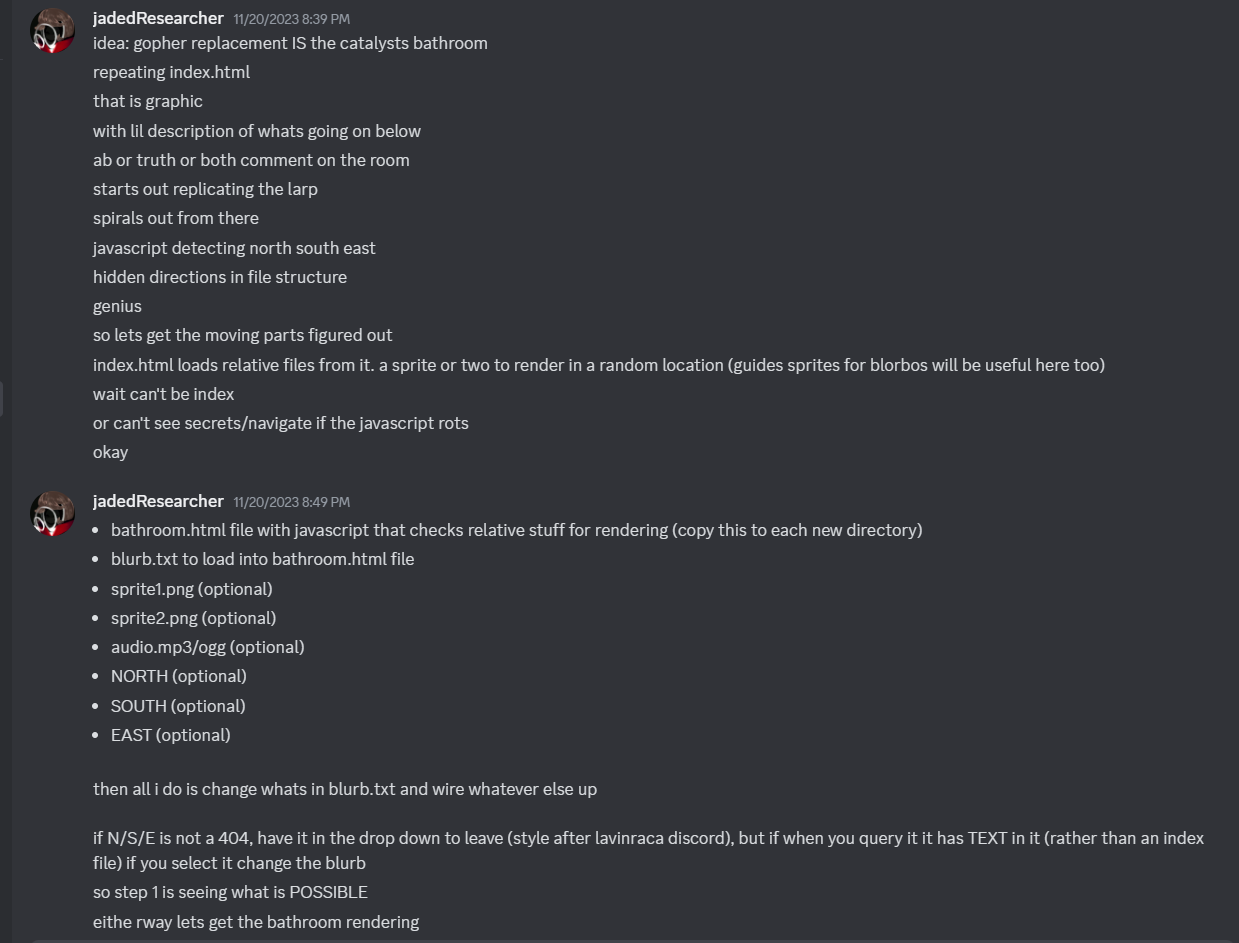 jadedResearcher 11/20/2023 8:39 PM
idea: gopher replacement IS the catalysts bathroom
repeating index.html
that is graphic
with lil description of whats going on below
ab or truth or both comment on the room
starts out replicating the larp
spirals out from there
javascript detecting north south east
hidden directions in file structure
genius
so lets get the moving parts figured out
index.html loads relative files from it. a sprite or two to render in a random location (guides sprites for blorbos will be useful here too)
wait can't be index
or can't see secrets/navigate if the javascript rots
okay
jadedResearcher 11/20/2023 8:49 PM
• bathroom.html file with javascript that checks relative stuff for rendering (copy this to each new directory)
• blurb.txt to load into bathroom.html file
• sprite1.png (optional)
• sprite2.png (optional)
• audio.mp3/ogg (optional)
• NORTH (optional)
• SOUTH (optional)
• EAST (optional)
then all i do is change whats in blurb.txt and wire whatever else up
if N/S/E is not a 404, have it in the drop down to leave (style after lavinraca discord), but if when you query it it has TEXT in it (rather than an index
file) if you select it change the blurb
so step 1 is seeing what is POSSIBLE
eithe rway lets get the bathroom rendering